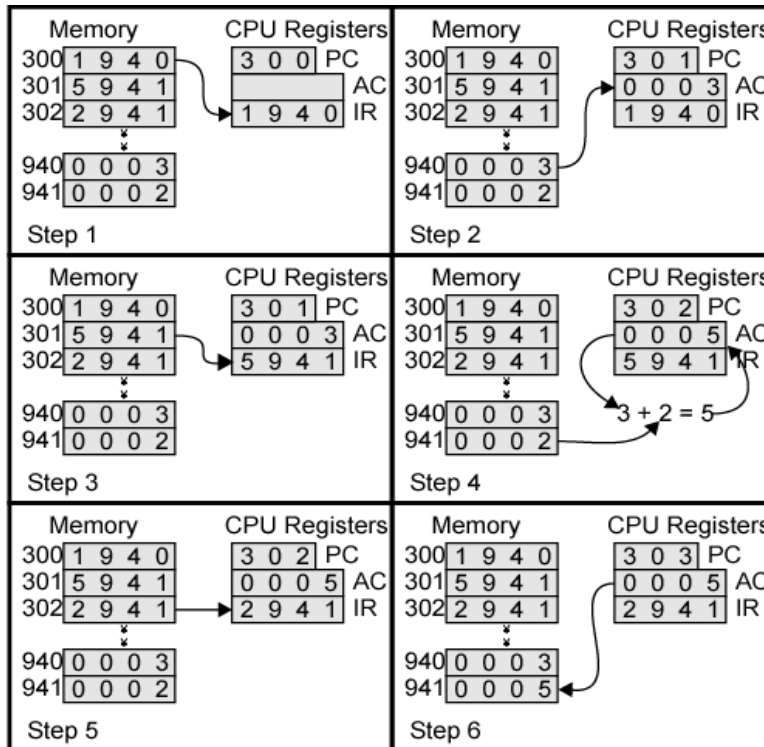 Memory CPU Registers
300 1 9 4 0 3 0 0 PC
301 5 9 4 1 AC
302 2 9 4 1 1 9 4 0 IR
940 0 0 0 3
941 0 0 0 2
Step 1
Memory CPU Registers
300 1 9 4 0 3 0 1 PC
301 5 9 4 1 0 0 0 3 AC
302 2 9 4 1 1 9 4 0 IR
940 0 0 0 3
941 0 0 0 2
Step 2
Memory CPU Registers
300 1 9 4 0 3 0 1 PC
301 5 9 4 1 0 0 0 3 AC
302 2 9 4 1 5 9 4 1 IR
940 0 0 0 3
941 0 0 0 2
Step 3
Memory CPU Registers
300 1 9 4 0 3 0 2 PC
301 5 9 4 1 0 0 0 5 AC
302 2 9 4 1 5 9 4 1 IR
940 0 0 0 3 3 + 2 = 5
941 0 0 0 2
Step 4
Memory CPU Registers
300 1 9 4 0 3 0 2 PC
301 5 9 4 1 0 0 0 5 AC
302 2 9 4 1 2 9 4 1 IR
940 0 0 0 3
941 0 0 0 2
Step 5
Memory CPU Registers
300 1 9 4 0 3 0 3 PC
301 5 9 4 1 0 0 0 5 AC
302 2 9 4 1 2 9 4 1 IR
940 0 0 0 3
941 0 0 0 5
Step 6